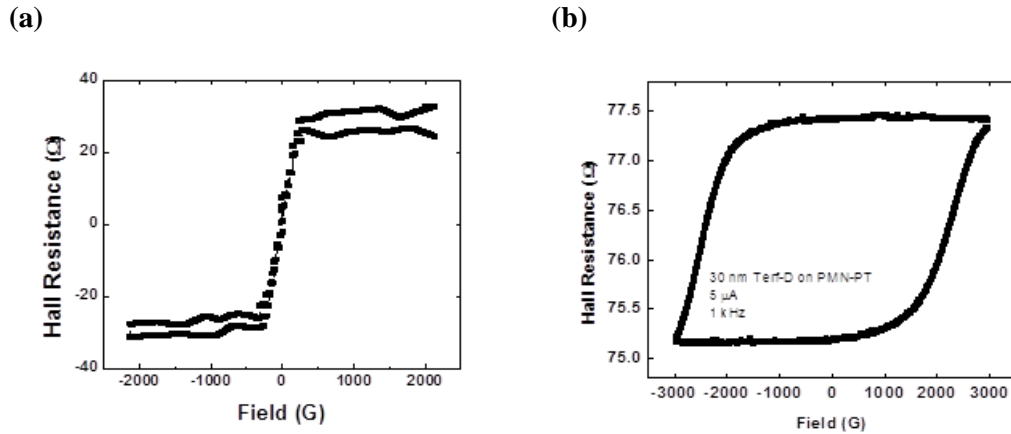 (a)
(b)
40
20
0
-20
-40
Hall Resistance (Ω)
-2000 -1000 0 1000 2000
Field (G)
77.5
77.0
76.5
76.0
75.5
75.0
Hall Resistance (Ω)
30 nm Terf-D on PMN-PT
5 μA
1 kHz
-3000 -2000 -1000 0 1000 2000 3000
Field (G)